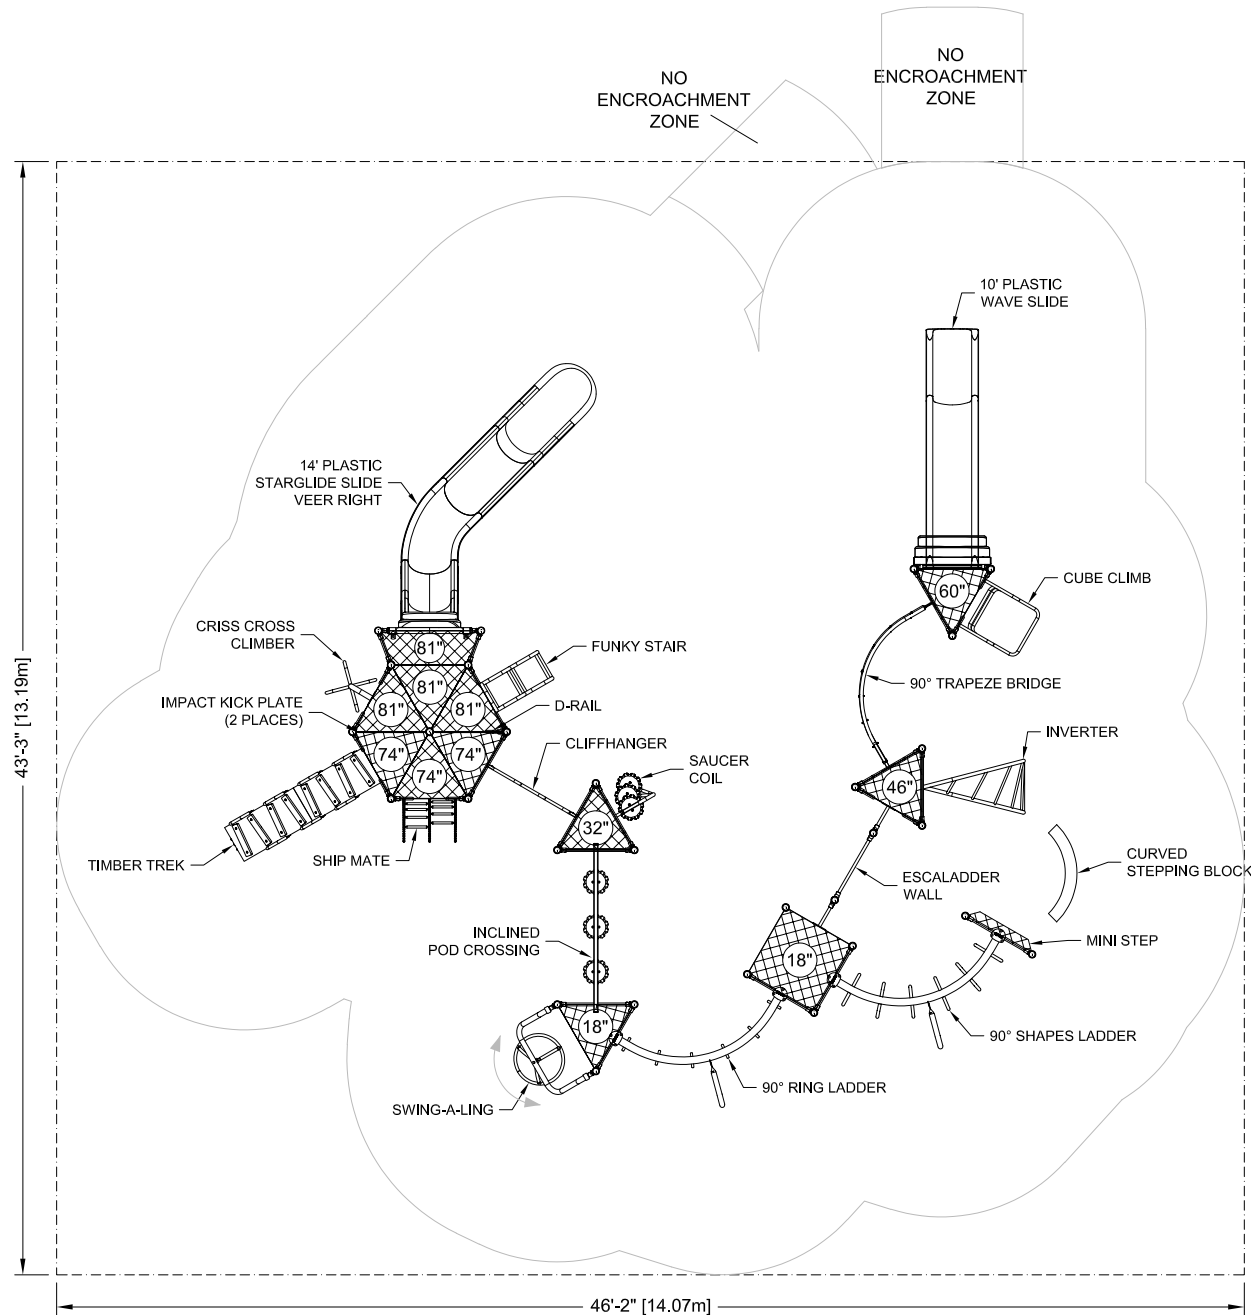 NO
ENCROACHMENT
ZONE
NO
ENCROACHMENT
ZONE
10' PLASTIC
WAVE SLIDE
14' PLASTIC
STARGLIDE SLIDE
VEER RIGHT
60"
CUBE CLIMB
CRISS CROSS
CLIMBER
81"
FUNKY STAIR
81"
90° TRAPEZE BRIDGE
IMPACT KICK PLATE
(2 PLACES)
81"
81"
D-RAIL
43'-3" [13.19m]
CLIFFHANGER
INVERTER
74"
74"
74"
SAUCER
COIL
46"
32"
TIMBER TREK
SHIP MATE
CURVED
STEPPING BLOCK
ESCALADDER
WALL
INCLINED
POD CROSSING
MINI STEP
18"
18"
90° SHAPES LADDER
90° RING LADDER
SWING-A-LING
46'-2" [14.07m]